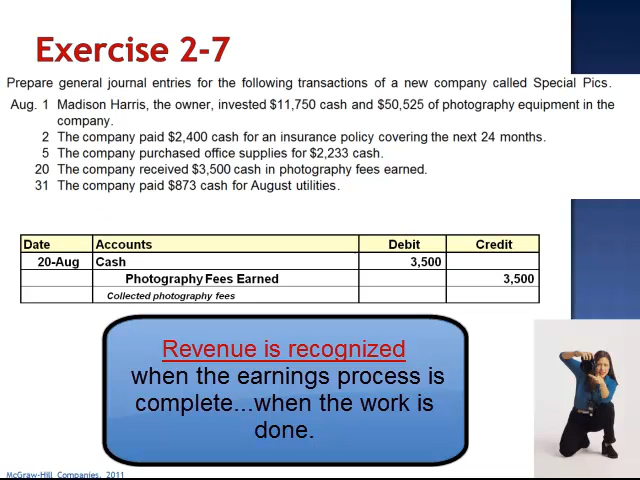 Exercise 2-7
Prepare general journal entries for the following transactions of a new company called Special Pics.
Aug. 1 Madison Harris, the owner, invested $11,750 cash and $50,525 of photography equipment in the
company.
2 The company paid $2,400 cash for an insurance policy covering the next 24 months.
5 The company purchased office supplies for $2,233 cash.
20 The company received $3,500 cash in photography fees earned.
31 The company paid $873 cash for August utilities.
Date Accounts Debit Credit
20-Aug Cash 3,500
Photography Fees Earned 3,500
Collected photography fees
Revenue is recognized
when the earnings process is
complete...when the work is
done.
McGraw-Hill Companies, 2011